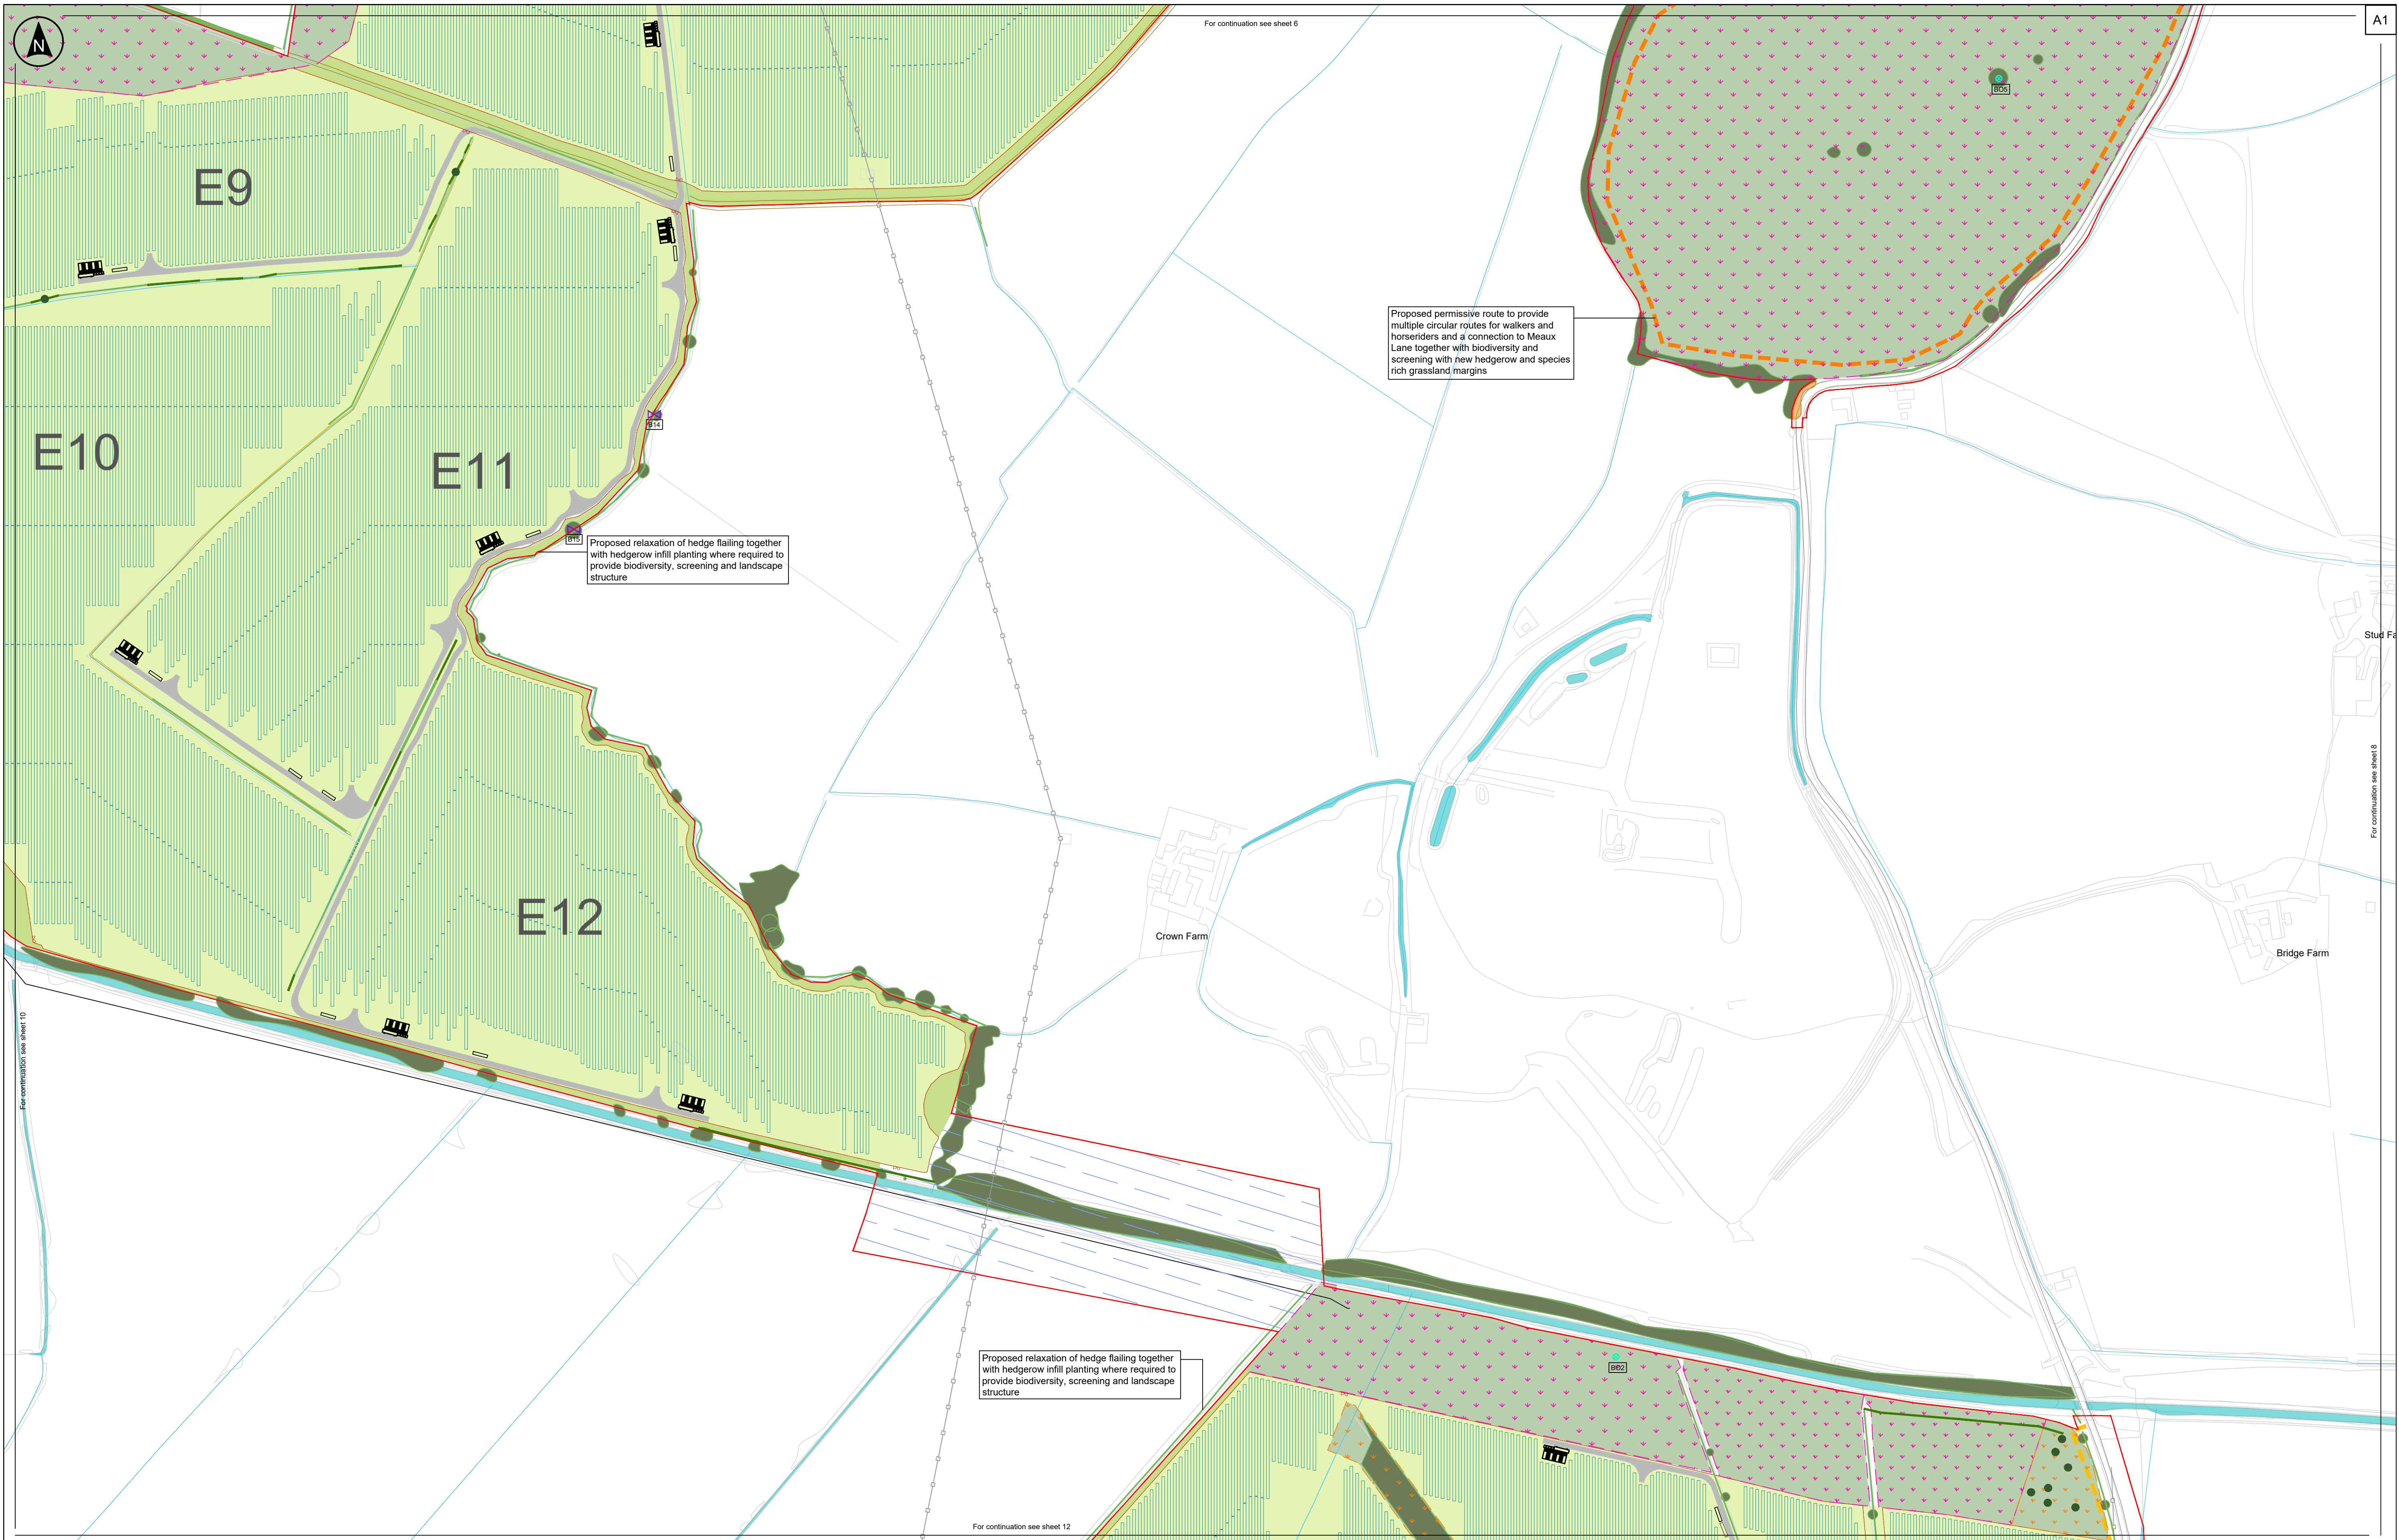 N
For continuation see sheet 6
A1
BO5
E9
Proposed permissive route to provide
multiple circular routes for walkers and
horseriders and a connection to Meaux
Lane together with biodiversity and
screening with new hedgerow and species
rich grassland margins
B14
E10
E11
B15
Proposed relaxation of hedge flailing together
with hedgerow infill planting where required to
provide biodiversity, screening and landscape
structure
Stud Fa
For continuation see sheet 8
E12
Crown Farm
Bridge Farm
For continuation see sheet 10
Proposed relaxation of hedge flailing together
with hedgerow infill planting where required to
provide biodiversity, screening and landscape
structure
BO2
For continuation see sheet 12